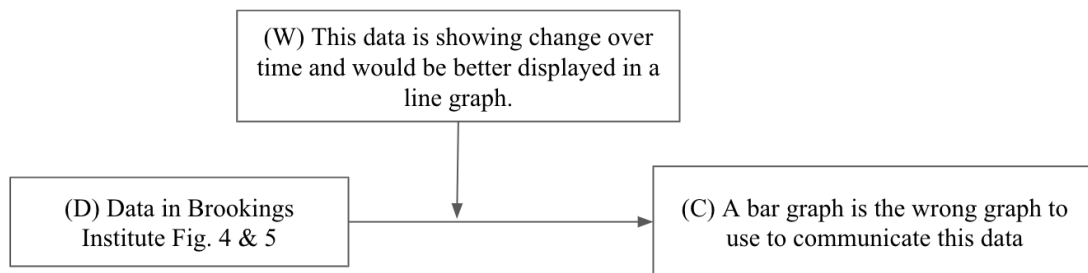 (W) This data is showing change over
time and would be better displayed in a
line graph.
(D) Data in Brookings
Institute Fig. 4 & 5
(C) A bar graph is the wrong graph to
use to communicate this data